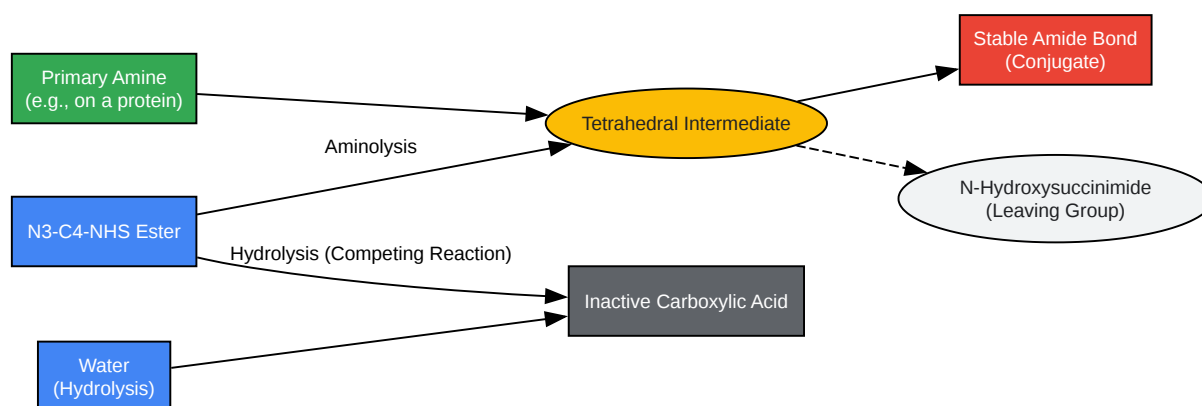 Primary Amine
(e.g., on a protein)
Aminolysis
Tetrahedral Intermediate
Stable Amide Bond
(Conjugate)
N-Hydroxysuccinimide
(Leaving Group)
N3-C4-NHS Ester
Hydrolysis (Competing Reaction)
Inactive Carboxylic Acid
Water
(Hydrolysis)